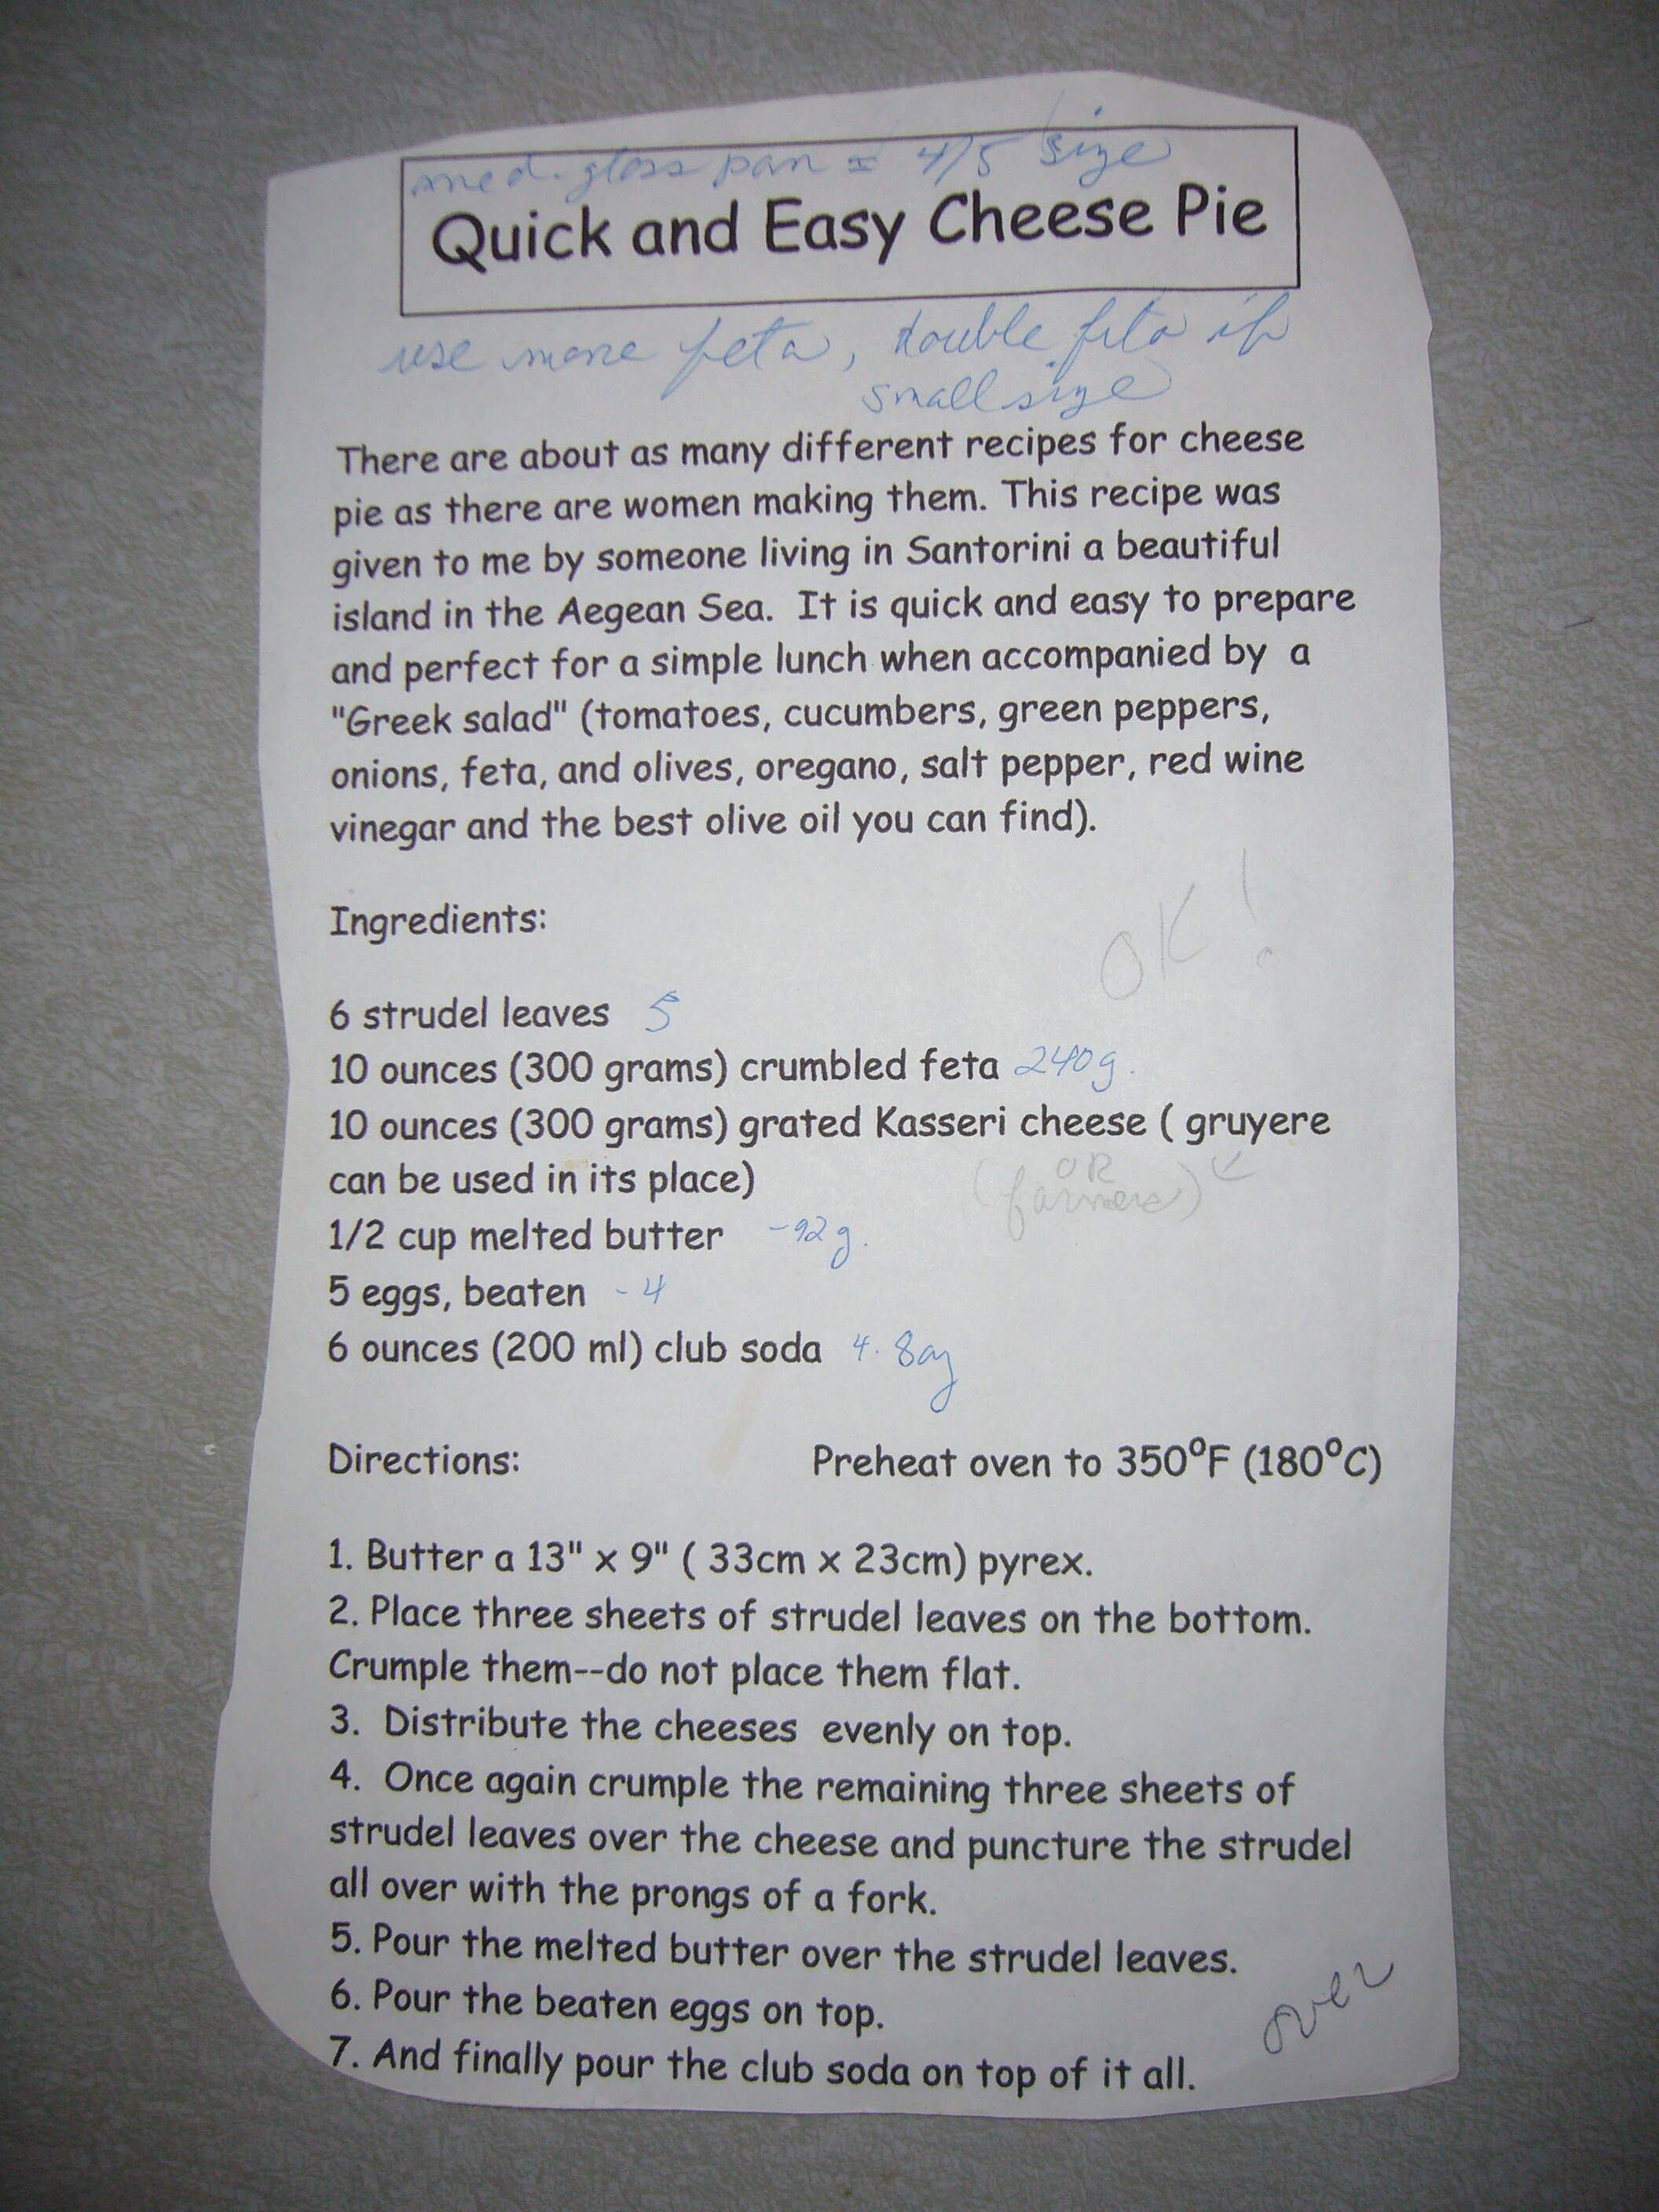 med. glass pan = 4/5 size
Quick and Easy Cheese Pie
use more feta, double feta if
small size
There are about as many different recipes for cheese
pie as there are women making them. This recipe was
given to me by someone living in Santorini a beautiful
island in the Aegean Sea. It is quick and easy to prepare
and perfect for a simple lunch when accompanied by a
"Greek salad" (tomatoes, cucumbers, green peppers,
onions, feta, and olives, oregano, salt pepper, red wine
vinegar and the best olive oil you can find).
Ingredients:
OK!
6 strudel leaves 5
10 ounces (300 grams) crumbled feta 240g.
10 ounces (300 grams) grated Kasseri cheese ( gruyere
can be used in its place)
OR
(farmers)
1/2 cup melted butter -92g.
5 eggs, beaten - 4
6 ounces (200 ml) club soda 4.8oz
Directions: Preheat oven to 350°F (180°C)
1. Butter a 13" x 9" ( 33cm x 23cm) pyrex.
2. Place three sheets of strudel leaves on the bottom.
Crumple them--do not place them flat.
3. Distribute the cheeses evenly on top.
4. Once again crumple the remaining three sheets of
strudel leaves over the cheese and puncture the strudel
all over with the prongs of a fork.
5. Pour the melted butter over the strudel leaves.
6. Pour the beaten eggs on top.
7. And finally pour the club soda on top of it all.
over